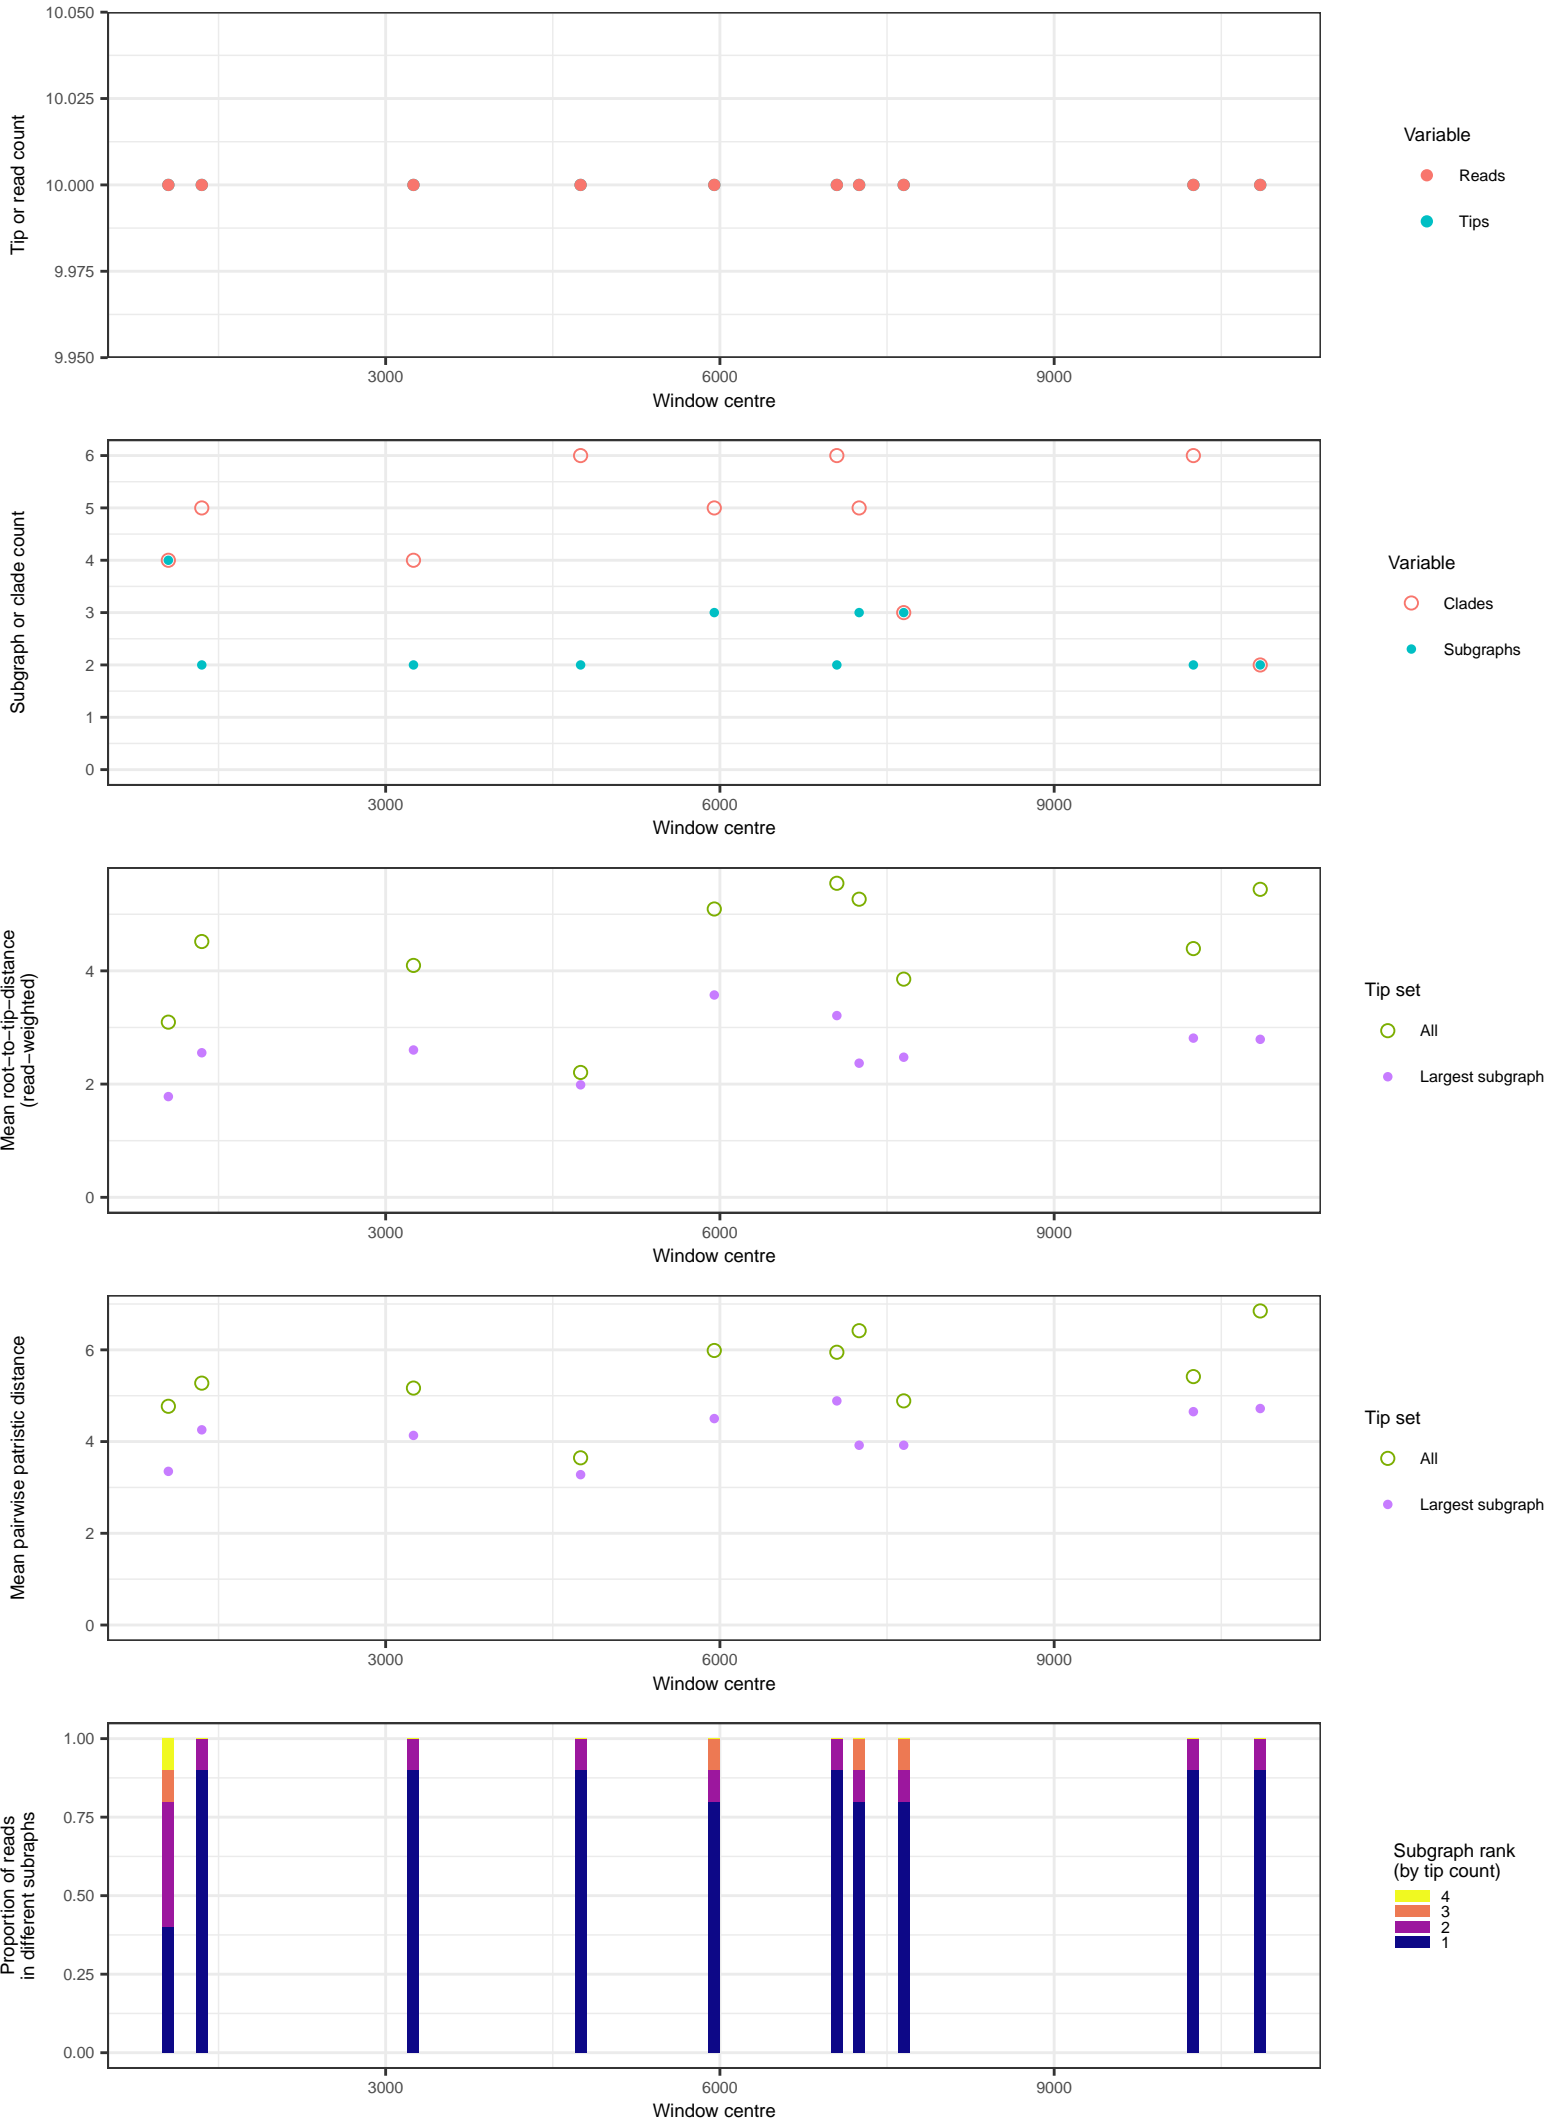 10.050
10.025
10.000
9.975
9.950
Tip or read count
3000 6000 9000
Window centre
Variable
Reads
Tips
6
5
4
3
2
1
0
Subgraph or clade count
3000 6000 9000
Window centre
Variable
Clades
Subgraphs
4
2
0
Mean root−to−tip−distance
(read−weighted)
3000 6000 9000
Window centre
Tip set
All
Largest subgraph
6
4
2
0
Mean pairwise patristic distance
3000 6000 9000
Window centre
Tip set
All
Largest subgraph
1.00
0.75
0.50
0.25
0.00
Proportion of reads
in different subraphs
3000 6000 9000
Window centre
Subgraph rank
(by tip count)
4
3
2
1